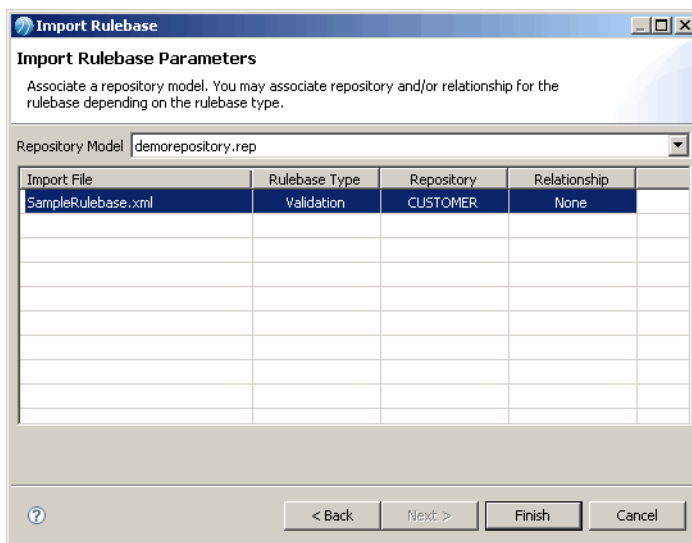 Import Rulebase
Import Rulebase Parameters
Associate a repository model. You may associate repository and/or relationship for the
rulebase depending on the rulebase type.
Repository Model demorepository.rep
Import File Rulebase Type Repository Relationship
SampleRulebase.xml Validation CUSTOMER None
? < Back Next > Finish Cancel